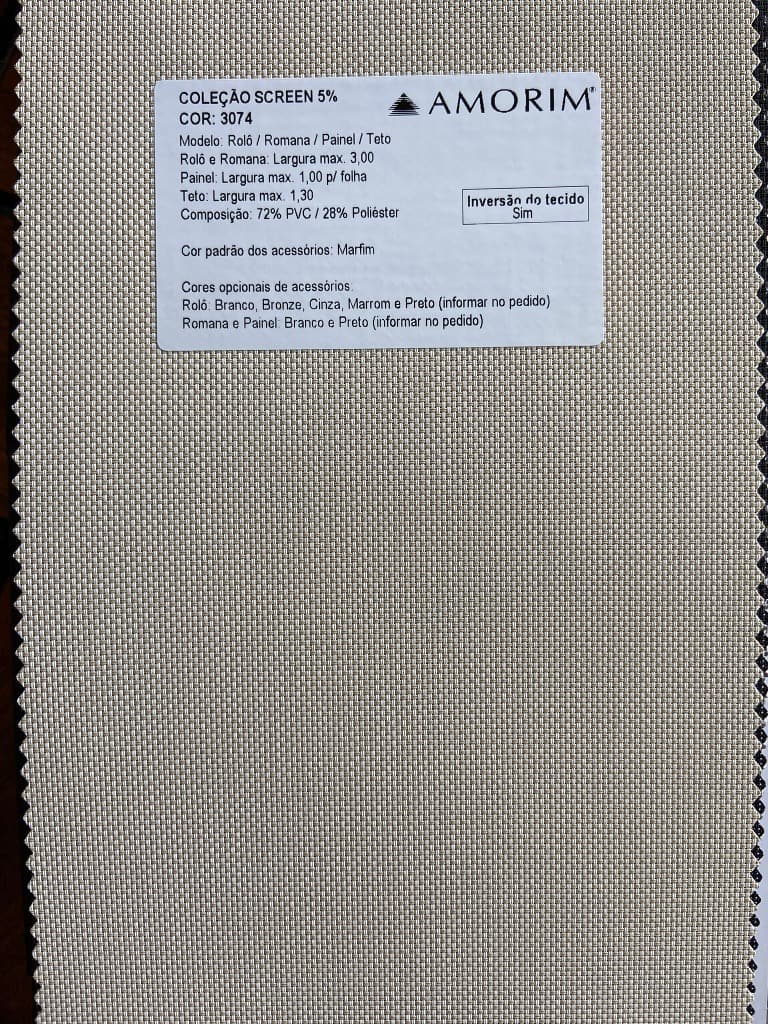 COLEÇÃO SCREEN 5%
COR: 3074
AMORIM®
Modelo: Rolô / Romana / Painel / Teto
Rolô e Romana: Largura max. 3,00
Painel: Largura max. 1,00 p/ folha
Teto: Largura max. 1,30
Composição: 72% PVC / 28% Poliéster
Inversão do tecido
Sim
Cor padrão dos acessórios: Marfim
Cores opcionais de acessórios:
Rolô: Branco, Bronze, Cinza, Marrom e Preto (informar no pedido)
Romana e Painel: Branco e Preto (informar no pedido)